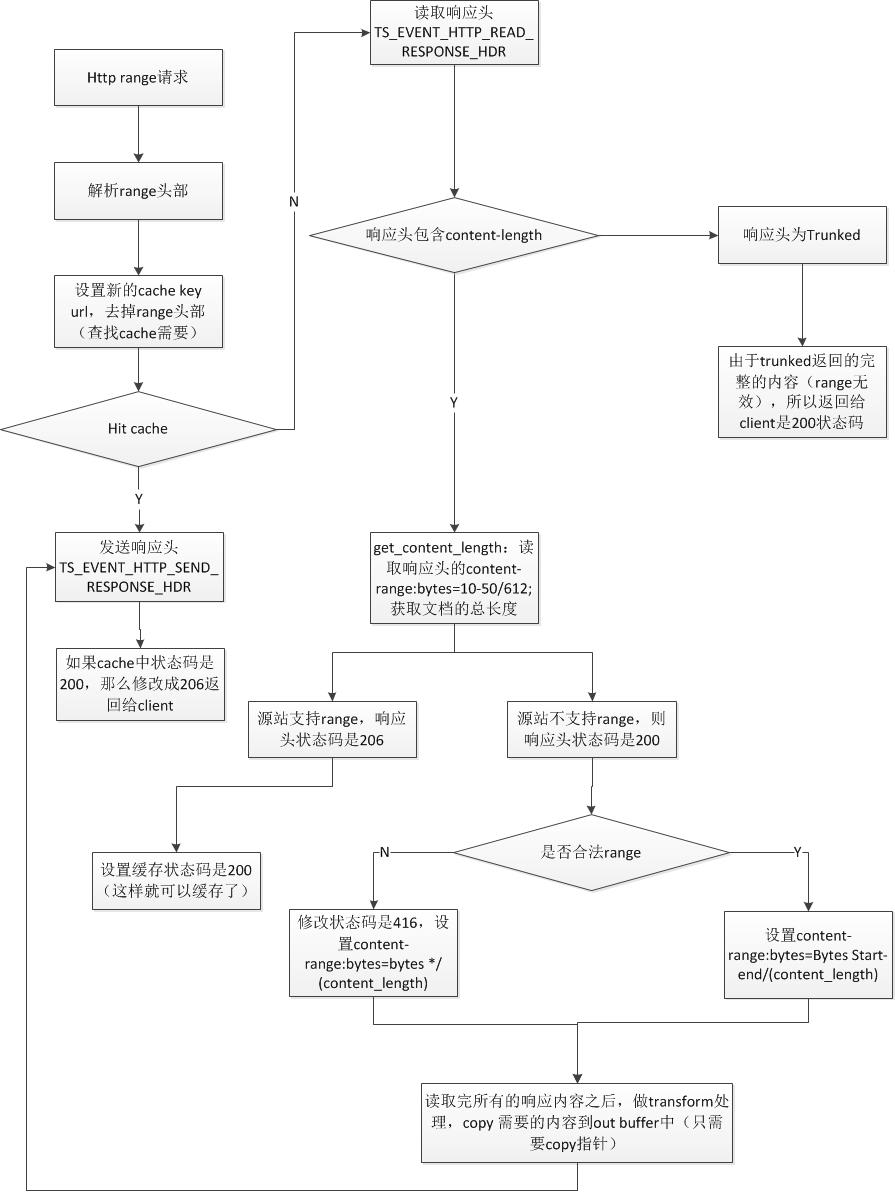 Http range请求
解析range头部
设置新的cache key
url，去掉range头部
（查找cache需要）
Hit cache
N
Y
发送响应头
TS_EVENT_HTTP_SEND_
RESPONSE_HDR
如果cache中状态码是
200，那么修改成206返
回给client
读取响应头
TS_EVENT_HTTP_READ_
RESPONSE_HDR
响应头包含content-length
响应头为Trunked
由于trunked返回的完
整的内容（range无
效），所以返回给
client是200状态码
Y
get_content_length：读
取响应头的content-
range:bytes=10-50/612;
获取文档的总长度
源站支持range，响应
头状态码是206
设置缓存状态码是200
（这样就可以缓存了）
源站不支持range，则
响应头状态码是200
是否合法range
N
Y
修改状态码是416，设
置content-
range:bytes=bytes */
(content_length)
设置content-
range:bytes=Bytes Start-
end/(content_length)
读取完所有的响应内容之后，做transform处
理，copy 需要的内容到out buffer中（只需
要copy指针）